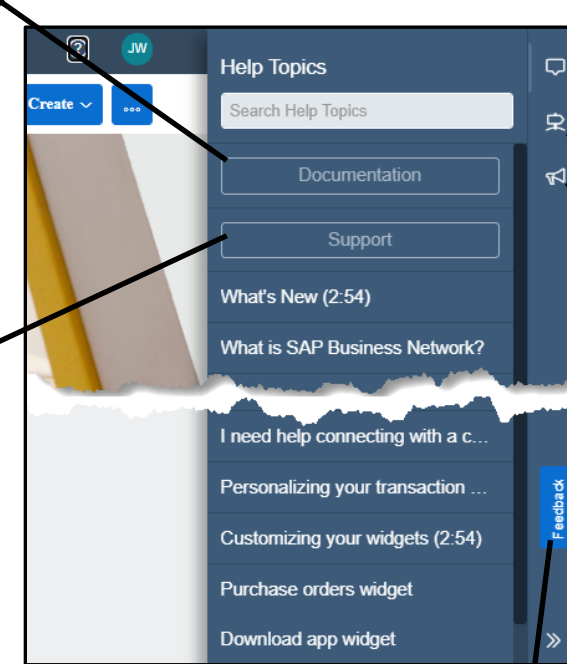 ?
JW
Create
Help Topics
Search Help Topics
Documentation
Support
What's New (2:54)
What is SAP Business Network?
I need help connecting with a c...
Personalizing your transaction ...
Customizing your widgets (2:54)
Purchase orders widget
Download app widget
Feedback